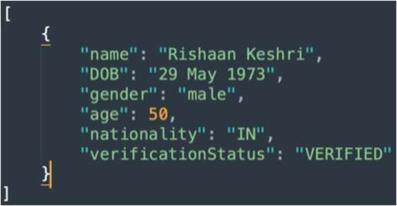 [
{
"name": "Rishaan Keshri",
"DOB": "29 May 1973",
"gender": "male",
"age": 50,
"nationality": "IN",
"verificationStatus": "VERIFIED"
}
]